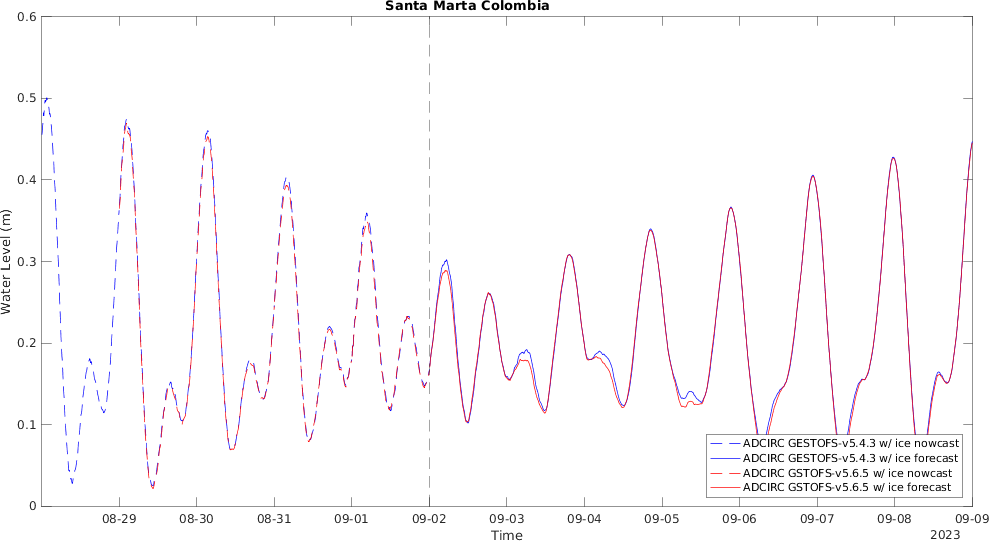 Santa Marta Colombia
0.6
0.5
0.4
0.3
0.2
0.1
0
Water Level (m)
ADCIRC GESTOFS-v5.4.3 w/ ice nowcast
ADCIRC GESTOFS-v5.4.3 w/ ice forecast
ADCIRC GSTOFS-v5.6.5 w/ ice nowcast
ADCIRC GSTOFS-v5.6.5 w/ ice forecast
08-29 08-30 08-31 09-01 09-02 09-03 09-04 09-05 09-06 09-07 09-08 09-09
Time
2023